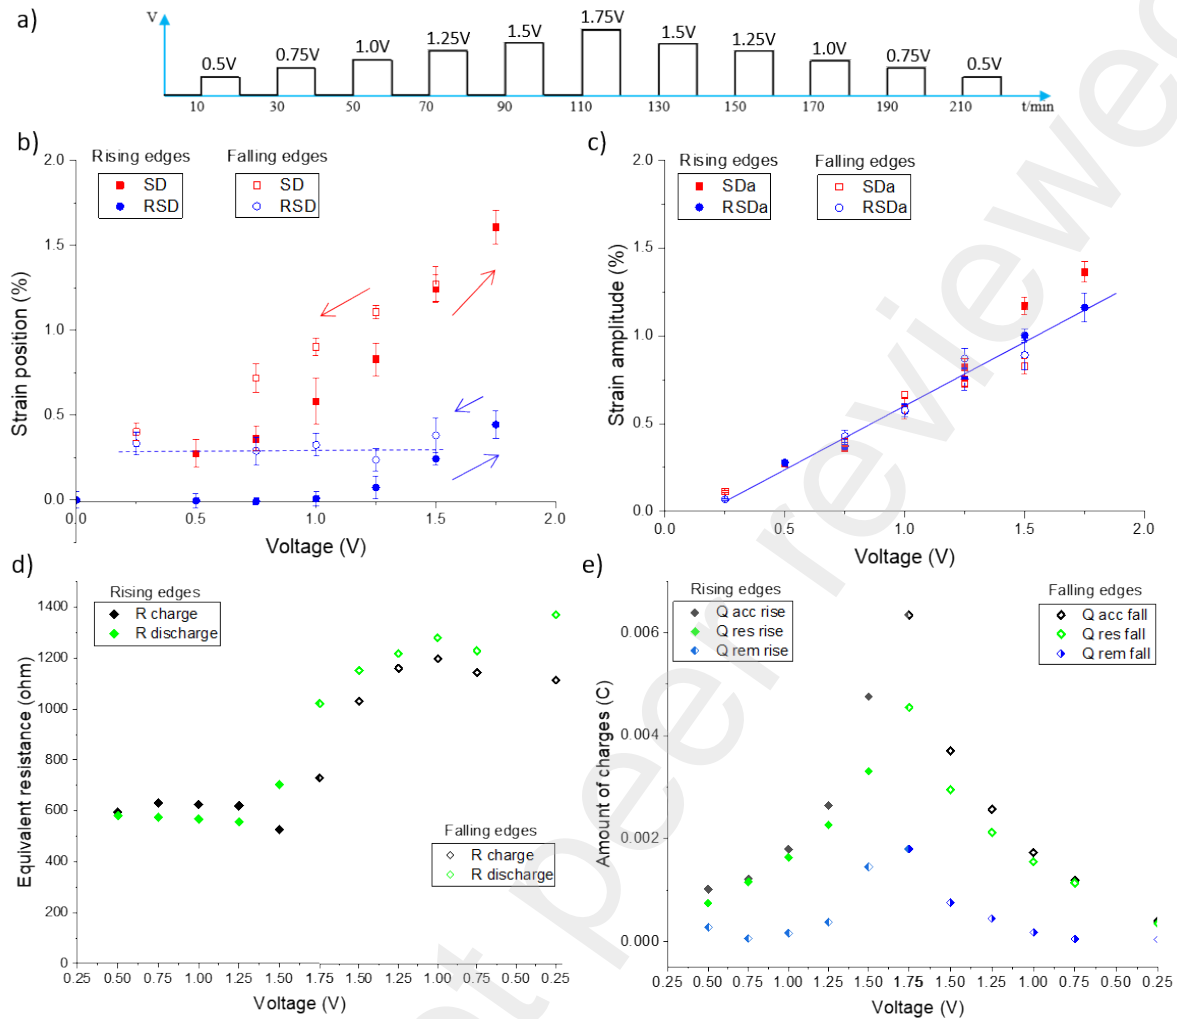 a)
V
0.5V
0.75V
1.0V
1.25V
1.5V
1.75V
1.5V
1.25V
1.0V
0.75V
0.5V
10
30
50
70
90
110
130
150
170
190
210
t/min
b)
Rising edges
Falling edges
SD
RSD
SD
RSD
2.0
1.5
1.0
0.5
0.0
Strain position (%)
0.0
0.5
1.0
1.5
2.0
Voltage (V)
c)
Rising edges
Falling edges
SDa
RSDa
SDa
RSDa
2.0
1.5
1.0
0.5
0.0
Strain amplitude (%)
0.0
0.5
1.0
1.5
2.0
Voltage (V)
d)
Rising edges
R charge
R discharge
Falling edges
R charge
R discharge
1400
1200
1000
800
600
400
200
0
Equivalent resistance (ohm)
0.25
0.50
0.75
1.00
1.25
1.50
1.75
1.50
1.25
1.00
0.75
0.50
0.25
Voltage (V)
e)
Rising edges
Q acc rise
Q res rise
Q rem rise
Falling edges
Q acc fall
Q res fall
Q rem fall
0.006
0.004
0.002
0.000
Amount of charges (C)
0.25
0.50
0.75
1.00
1.25
1.50
1.75
1.50
1.25
1.00
0.75
0.50
0.25
Voltage (V)
ot peer reviewed